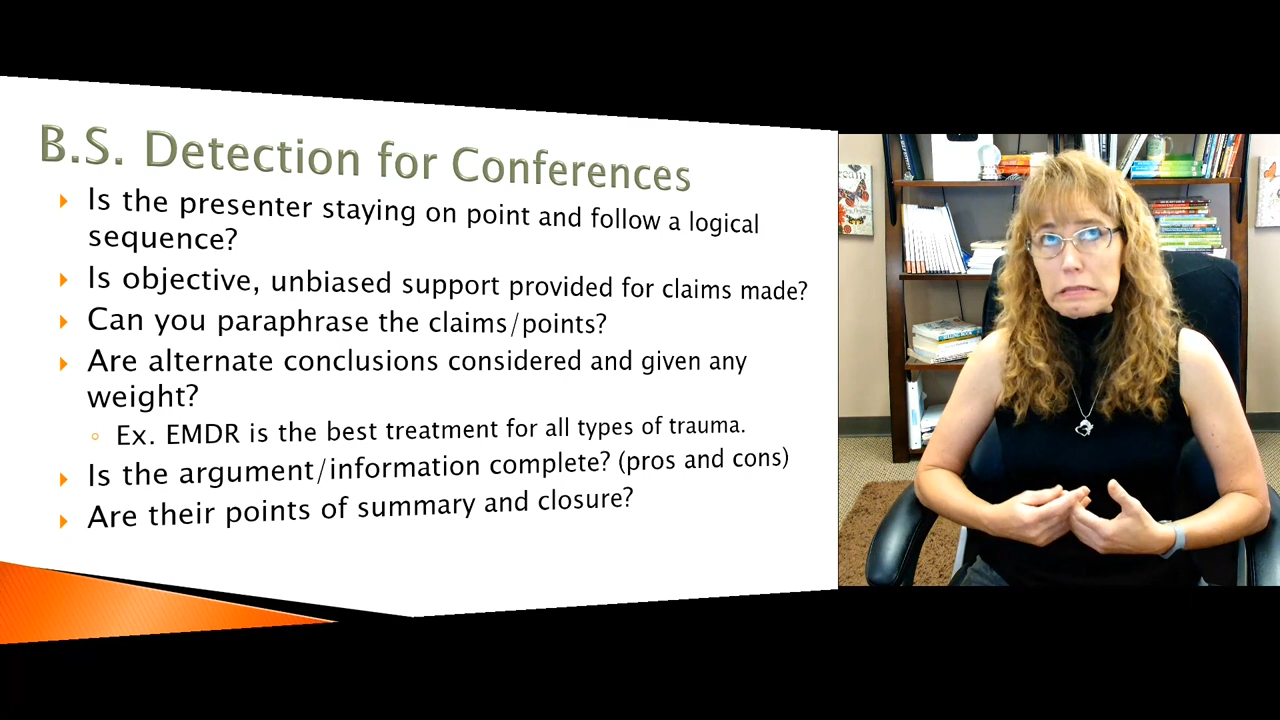 B.S. Detection for Conferences
Is the presenter staying on point and follow a logical
sequence?
Is objective, unbiased support provided for claims made?
Can you paraphrase the claims/points?
Are alternate conclusions considered and given any
weight?
Ex. EMDR is the best treatment for all types of trauma.
Is the argument/information complete? (pros and cons)
Are their points of summary and closure?